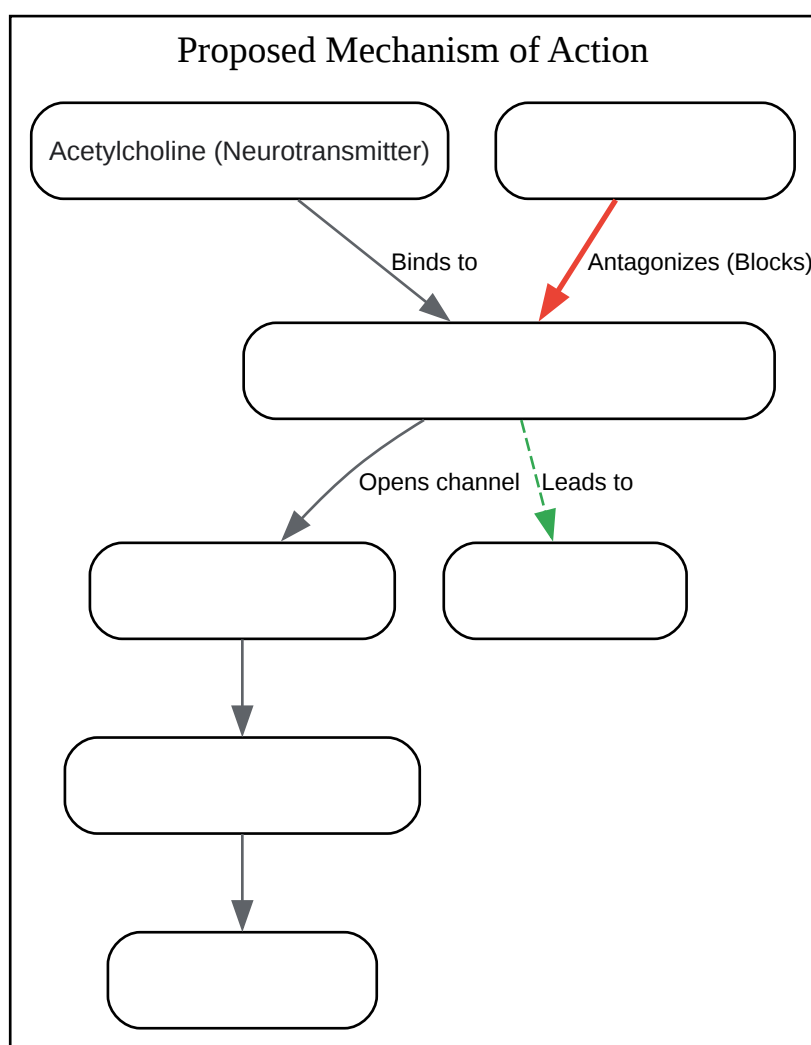 Proposed Mechanism of Action
Acetylcholine (Neurotransmitter)
Binds to
Antagonizes (Blocks)
Opens channel
Leads to